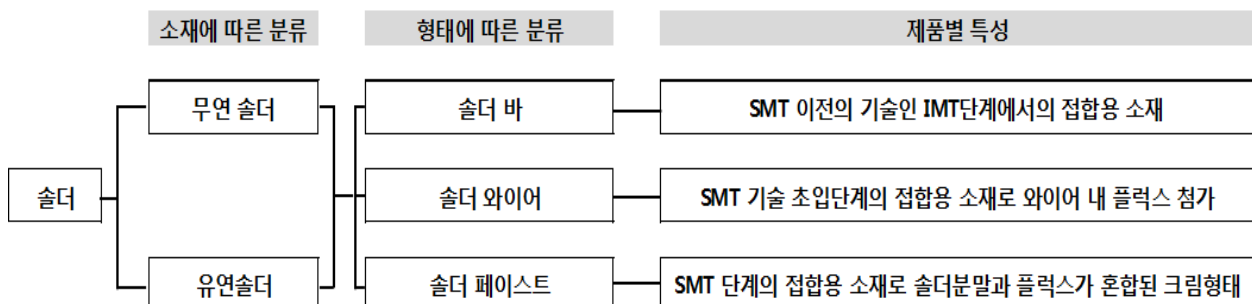 소재에 따른 분류 형태에 따른 분류 제품별 특성
무연 솔더 솔더 바 SMT 이전의 기술인 IMT단계에서의 접합용 소재
솔더 솔더 와이어 SMT 기술 초입단계의 접합용 소재로 와이어 내 플럭스 첨가
유연솔더 솔더 페이스트 SMT 단계의 접합용 소재로 솔더분말과 플럭스가 혼합된 크림형태